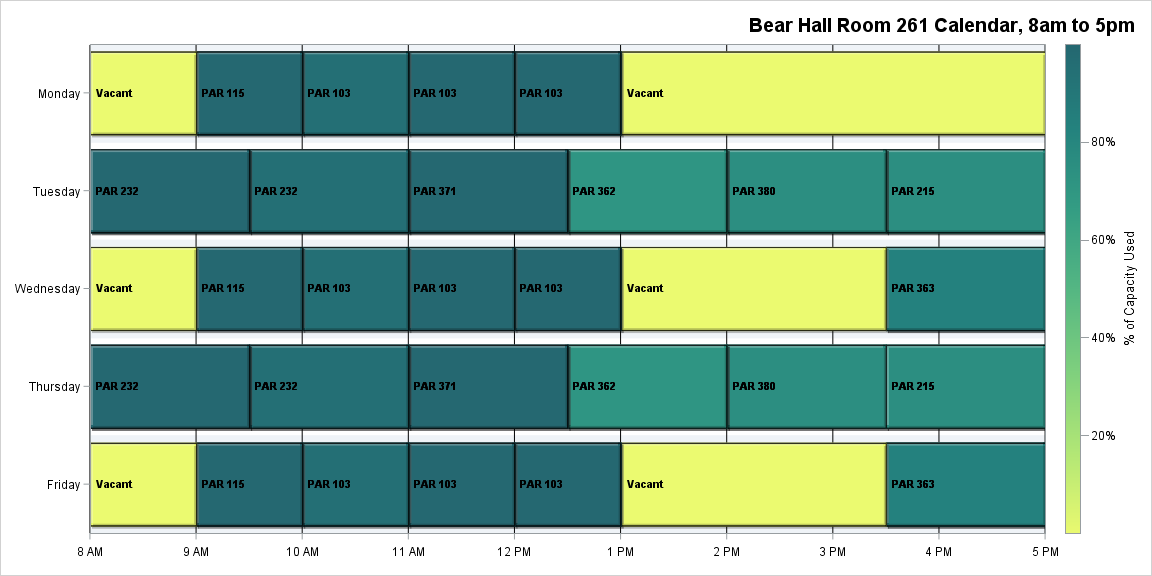 Bear Hall Room 261 Calendar, 8am to 5pm
Monday
Vacant
PAR 115
PAR 103
PAR 103
PAR 103
Vacant
Tuesday
PAR 232
PAR 232
PAR 371
PAR 362
PAR 380
PAR 215
Wednesday
Vacant
PAR 115
PAR 103
PAR 103
PAR 103
Vacant
PAR 363
Thursday
PAR 232
PAR 232
PAR 371
PAR 362
PAR 380
PAR 215
Friday
Vacant
PAR 115
PAR 103
PAR 103
PAR 103
Vacant
PAR 363
8 AM
9 AM
10 AM
11 AM
12 PM
1 PM
2 PM
3 PM
4 PM
5 PM
80%
60%
40%
20%
% of Capacity Used